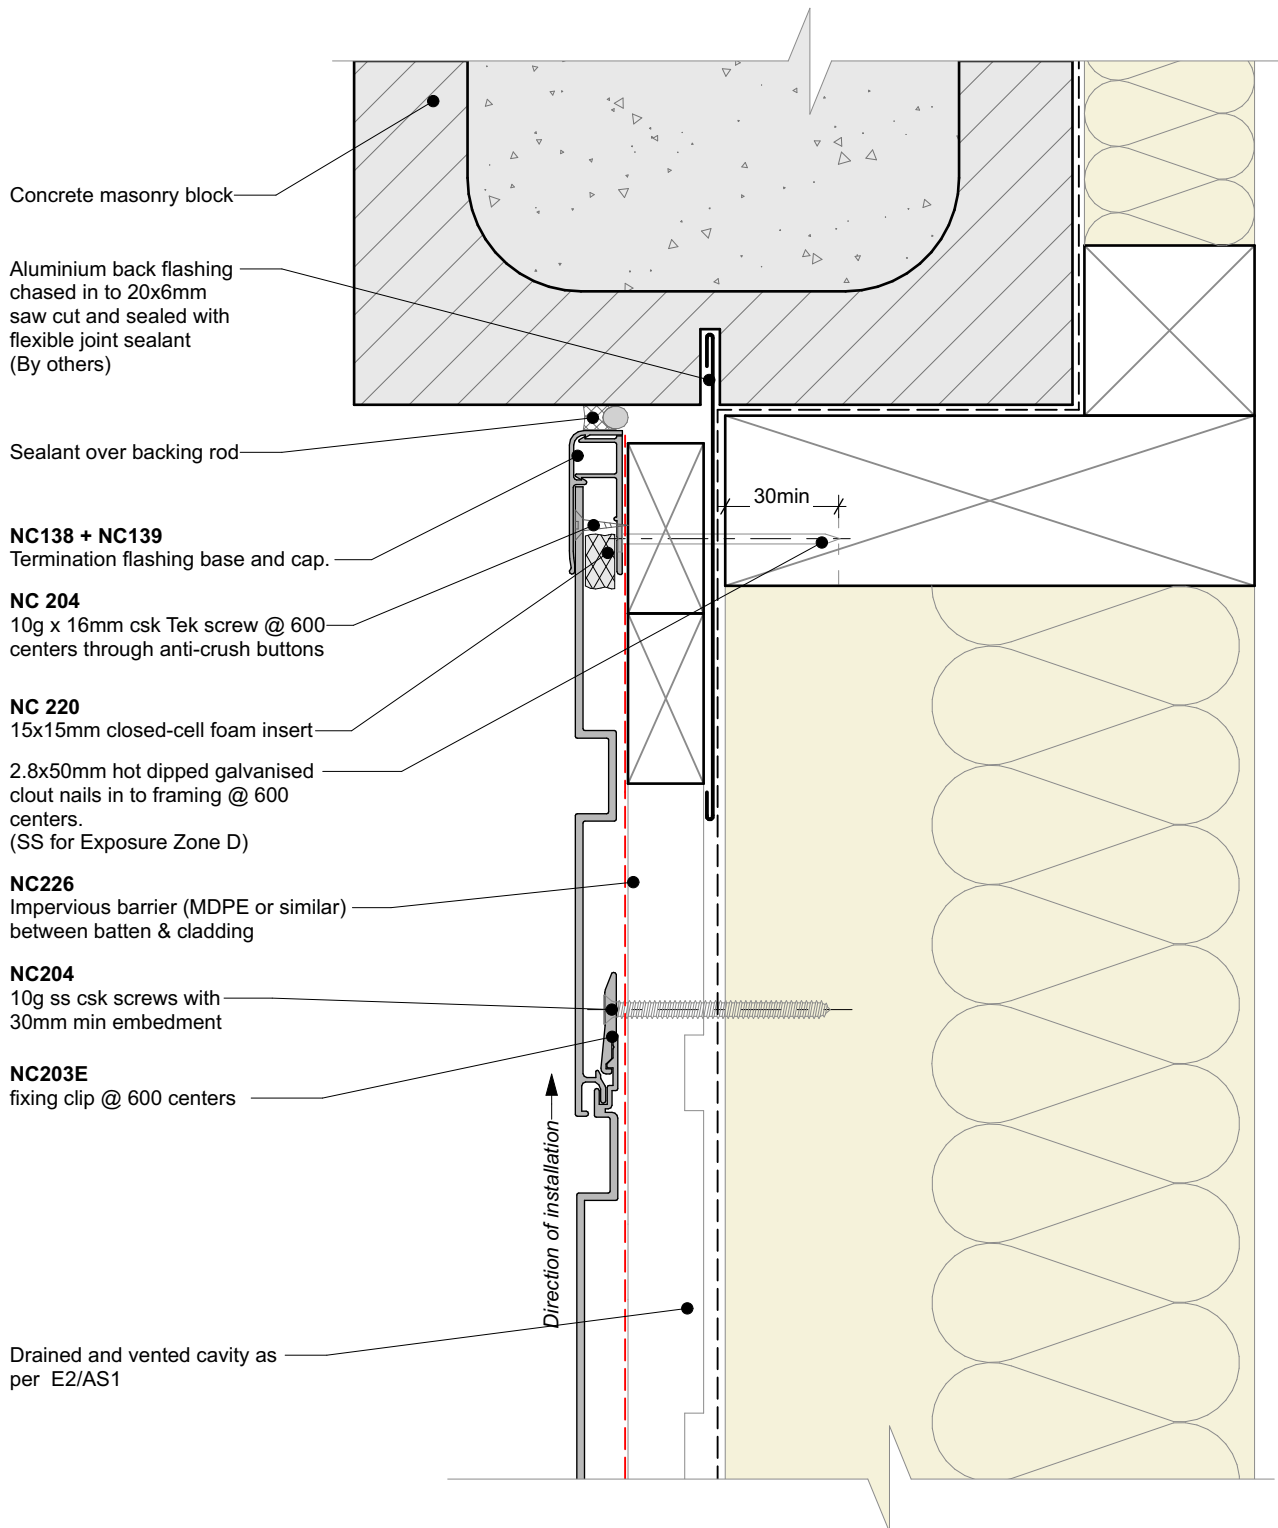 Concrete masonry block
Aluminium back flashing
chased in to 20x6mm
saw cut and sealed with
flexible joint sealant
(By others)
Sealant over backing rod
NC138 + NC139
Termination flashing base and cap.
NC 204
10g x 16mm csk Tek screw @ 600
centers through anti-crush buttons
NC 220
15x15mm closed-cell foam insert
2.8x50mm hot dipped galvanised
clout nails in to framing @ 600
centers.
(SS for Exposure Zone D)
NC226
Impervious barrier (MDPE or similar)
between batten & cladding
NC204
10g ss csk screws with
30mm min embedment
NC203E
fixing clip @ 600 centers
Drained and vented cavity as
per E2/AS1
30min
Direction of installation